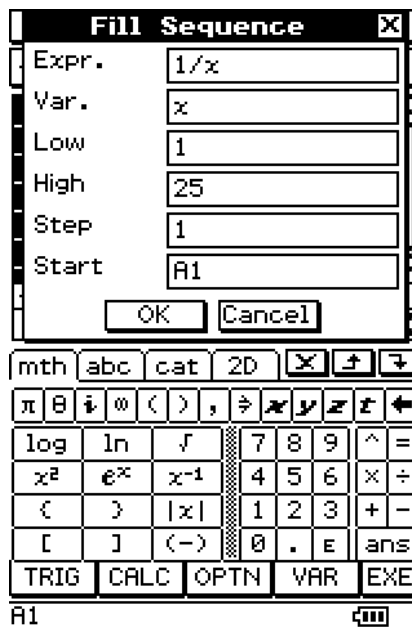 Fill Sequence X
Expr. 1/x
Var. x
Low 1
High 25
Step 1
Start A1
OK Cancel
mth abc cat 2D
π θ i ∞ ( ) , ⇒ x y z t ←
log ln √ 7 8 9 ^ =
x² eˣ x⁻¹ 4 5 6 × ÷
( ) |x| 1 2 3 + −
[ ] (−) 0 . E ans
TRIG CALC OPTN VAR EXE
A1